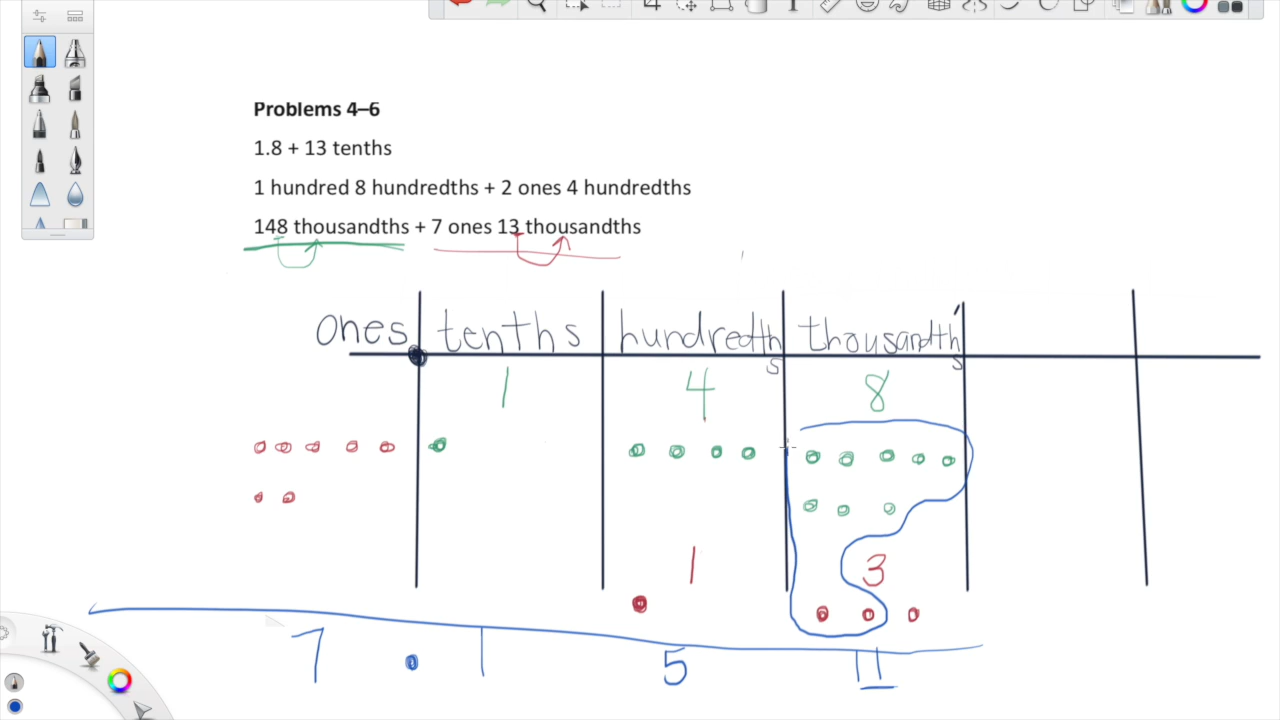 Problems 4–6
1.8 + 13 tenths
1 hundred 8 hundredths + 2 ones 4 hundredths
148 thousandths + 7 ones 13 thousandths
ones tenths hundredths thousandths
1 4 8
1 3
7 . 1 5 11